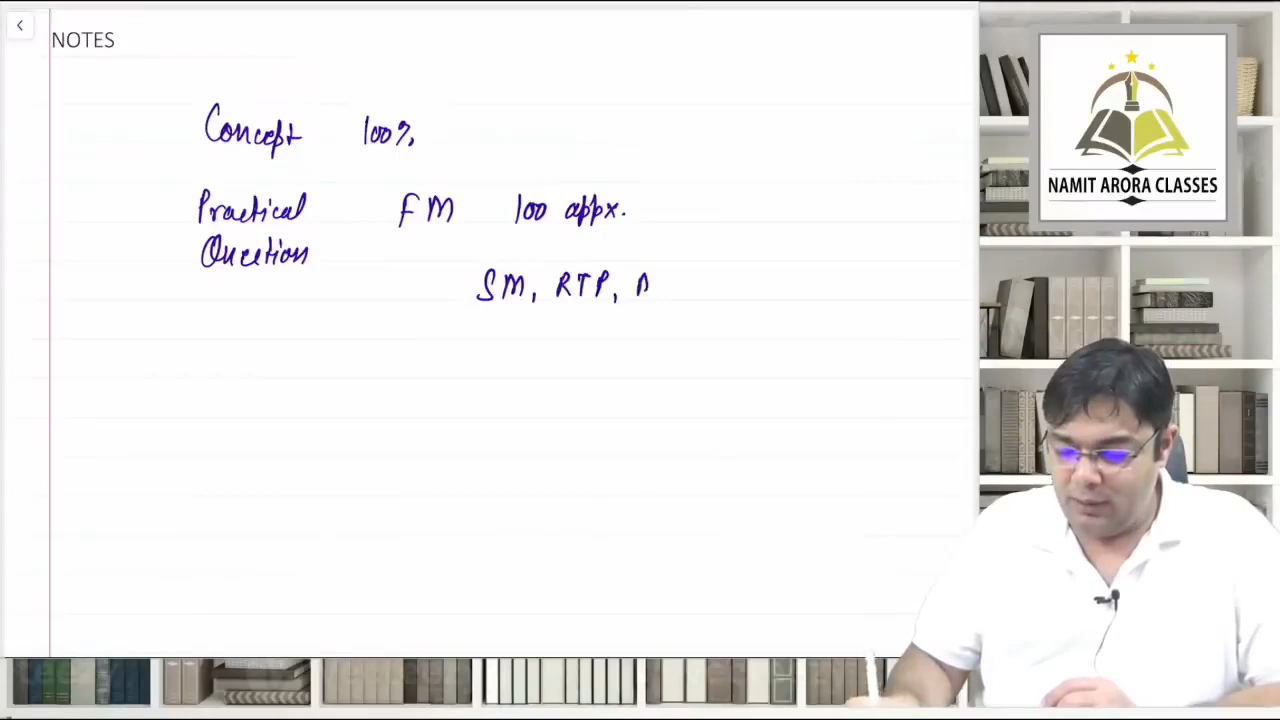 NOTES
Concept 100%
Practical FM 100 appx.
Question
SM, RTP,
NAMIT ARORA CLASSES